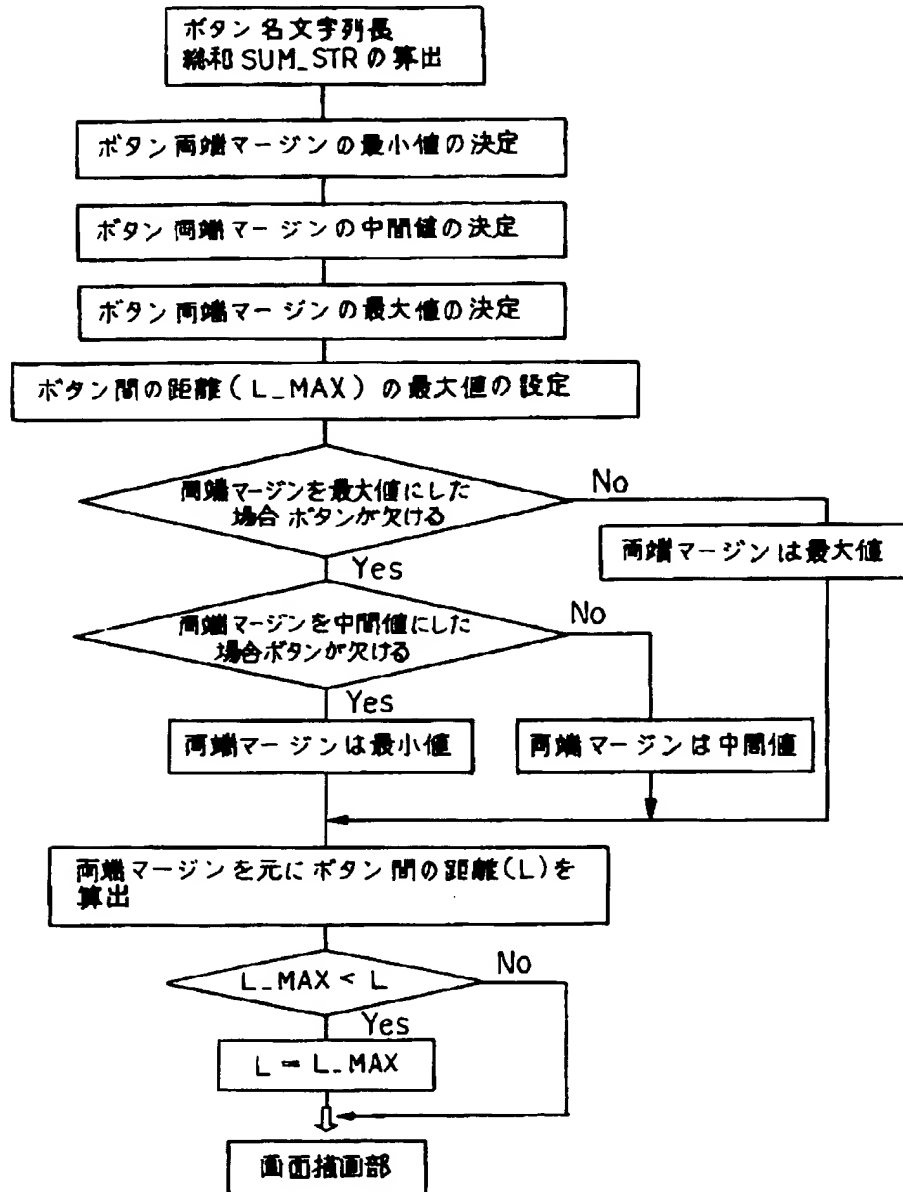 ボタン名文字列長
総和SUM_STRの算出
ボタン両端マージンの最小値の決定
ボタン両端マージンの中間値の決定
ボタン両端マージンの最大値の決定
ボタン間の距離(L_MAX)の最大値の設定
両端マージンを最大値にした
場合ボタンが欠ける
No
両端マージンは最大値
Yes
両端マージンを中間値にした
場合ボタンが欠ける
No
Yes
両端マージンは最小値
両端マージンは中間値
両端マージンを元にボタン間の距離(L)を
算出
L_MAX < L
No
Yes
L = L_MAX
画面描画部